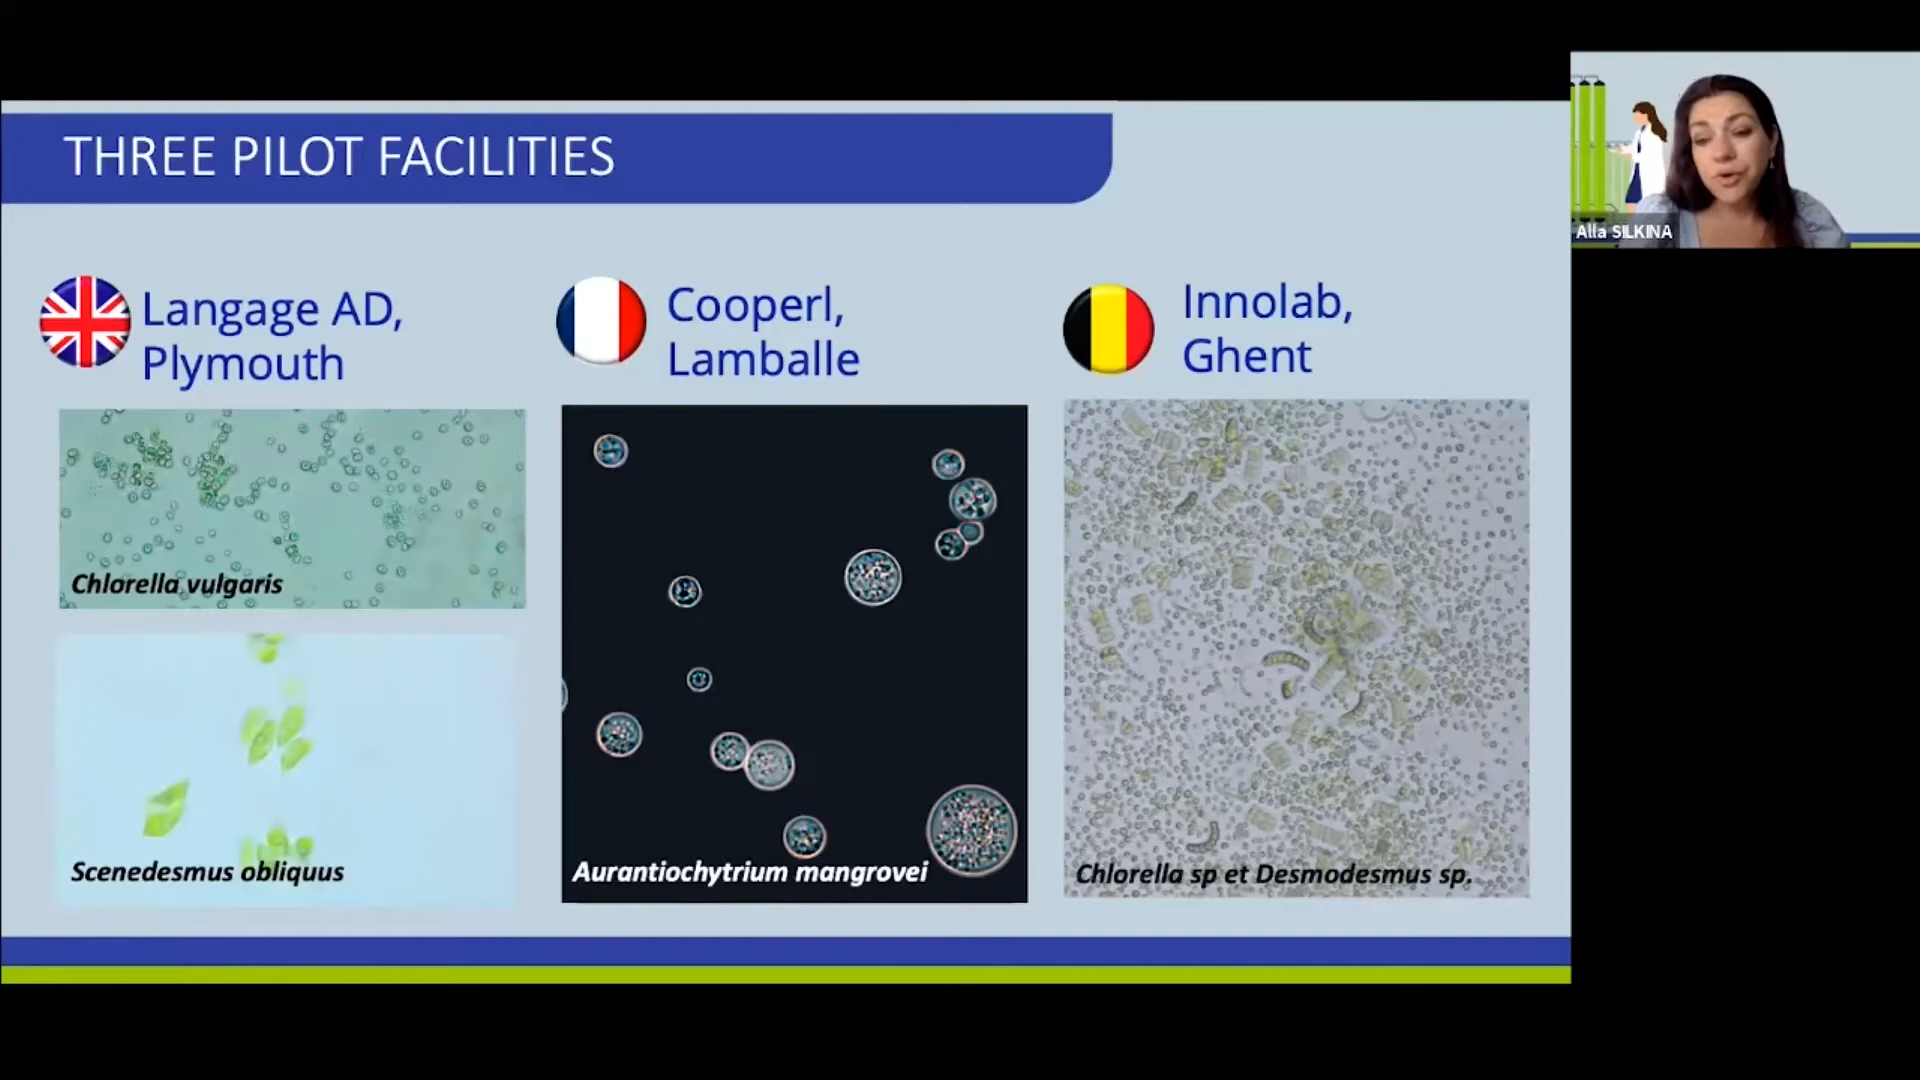 THREE PILOT FACILITIES
Alla SILKINA
Langage AD,
Plymouth
Cooperl,
Lamballe
Innolab,
Ghent
Chlorella vulgaris
Scenedesmus obliquus
Aurantiochytrium mangrovei
Chlorella sp et Desmodesmus sp.